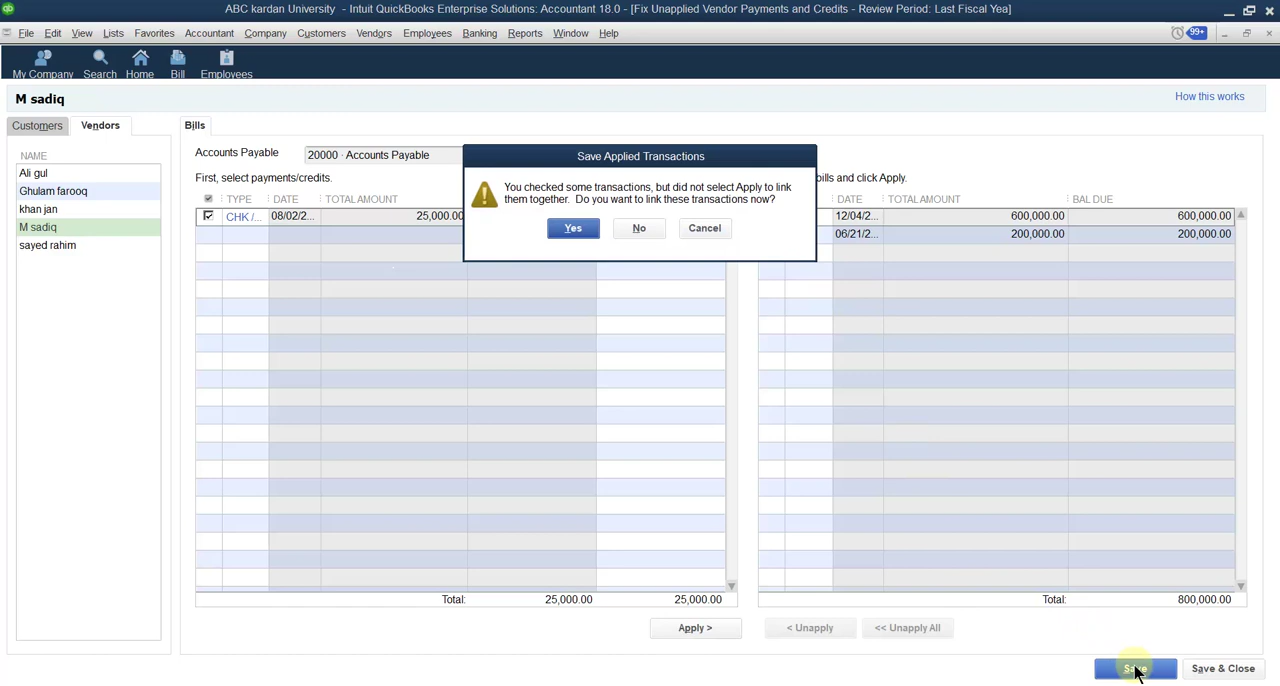 ABC kardan University - Intuit QuickBooks Enterprise Solutions: Accountant 18.0 - [Fix Unapplied Vendor Payments and Credits - Review Period: Last Fiscal Yea]
File Edit View Lists Favorites Accountant Company Customers Vendors Employees Banking Reports Window Help
99+
My Company Search Home Bill Employees
M sadiq
How this works
Customers Vendors
Bills
NAME
Ali gul
Ghulam farooq
khan jan
M sadiq
sayed rahim
Accounts Payable 20000 · Accounts Payable
First, select payments/credits.
bills and click Apply.
TYPE DATE TOTAL AMOUNT
CHK /... 08/02/2... 25,000.00
DATE TOTAL AMOUNT BAL DUE
12/04/2... 600,000.00 600,000.00
06/21/2... 200,000.00 200,000.00
Save Applied Transactions
You checked some transactions, but did not select Apply to link
them together. Do you want to link these transactions now?
Yes No Cancel
Total: 25,000.00 25,000.00
Total: 800,000.00
Apply > < Unapply << Unapply All
Save Save & Close